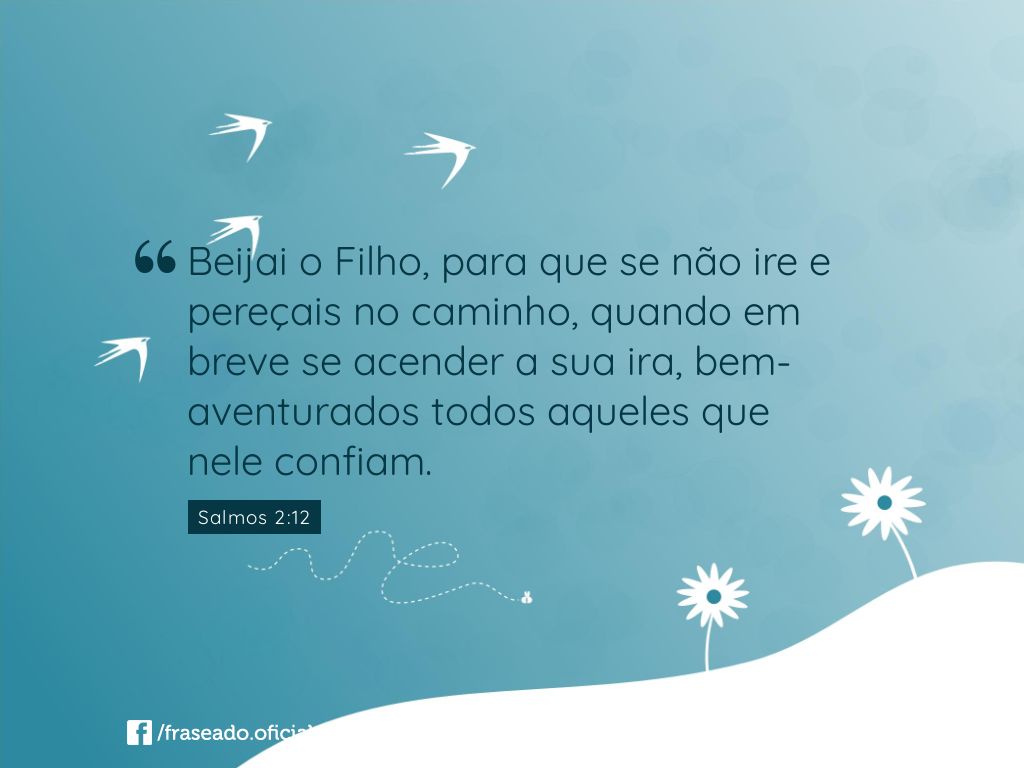 “ Beijai o Filho, para que se não ire e
pereçais no caminho, quando em
breve se acender a sua ira, bem-
aventurados todos aqueles que
nele confiam.
Salmos 2:12
/fraseado.oficial